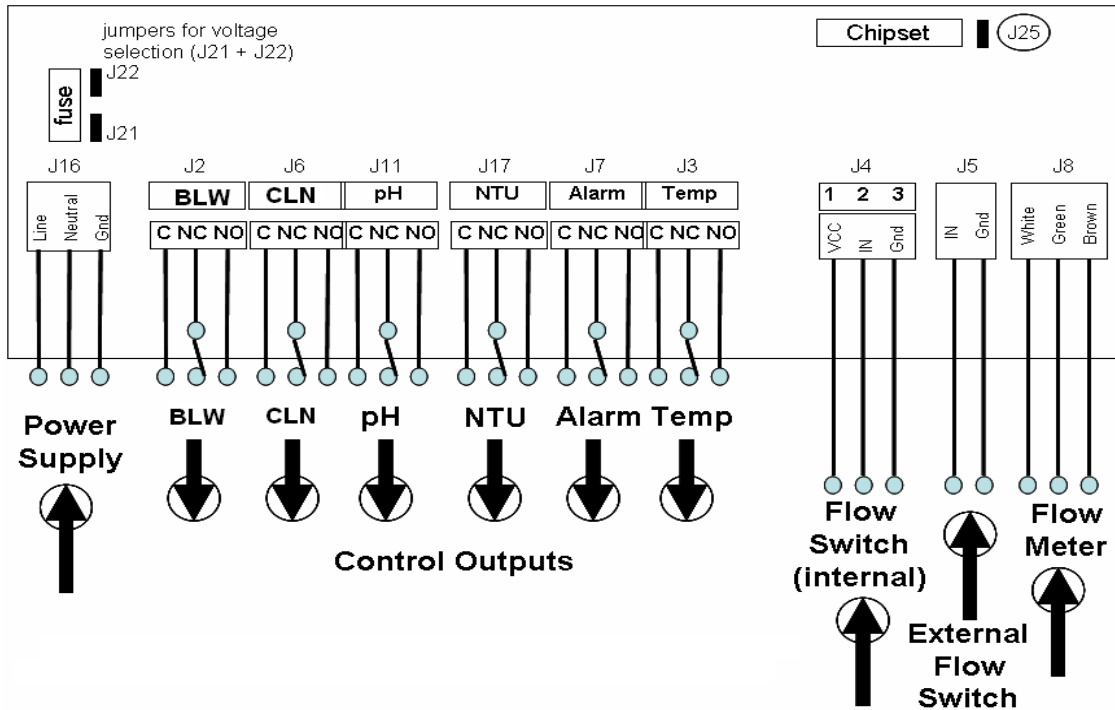 jumpers for voltage
selection (J21 + J22)
Chipset
J25
J22
fuse
J21
J16
J2
J6
J11
J17
J7
J3
J4
J5
J8
BLW
CLN
pH
NTU
Alarm
Temp
1 2 3
Line
Neutral
Gnd
C NC NO
C NC NO
C NC NO
C NC NO
C NC NO
C NC NO
VCC
IN
Gnd
IN
Gnd
White
Green
Brown
Power
Supply
BLW
CLN
pH
NTU
Alarm
Temp
Control Outputs
Flow
Switch
(internal)
External
Flow
Switch
Flow
Meter